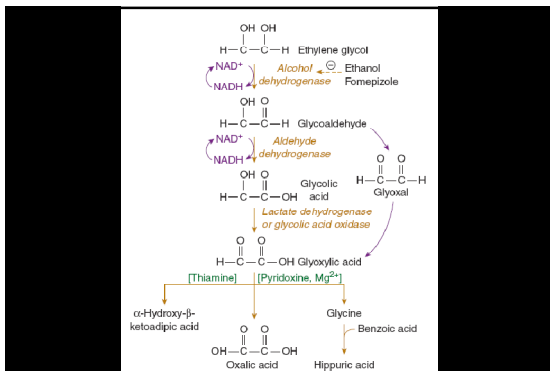 OH OH
H—C—C—H Ethylene glycol
NAD+
Alcohol dehydrogenase
⊖ Ethanol
Fomepizole
NADH
OH O
H—C—C—H Glycoaldehyde
NAD+
Aldehyde dehydrogenase
NADH
O O
H—C—C—H
Glyoxal
OH O
H—C—C—OH
Glycolic
acid
Lactate dehydrogenase
or glycolic acid oxidase
O O
H—C—C—OH Glyoxylic acid
[Thiamine] [Pyridoxine, Mg2+]
α-Hydroxy-β-
ketoadipic acid
Glycine
Benzoic acid
O O
OH—C—C—OH
Oxalic acid
Hippuric acid